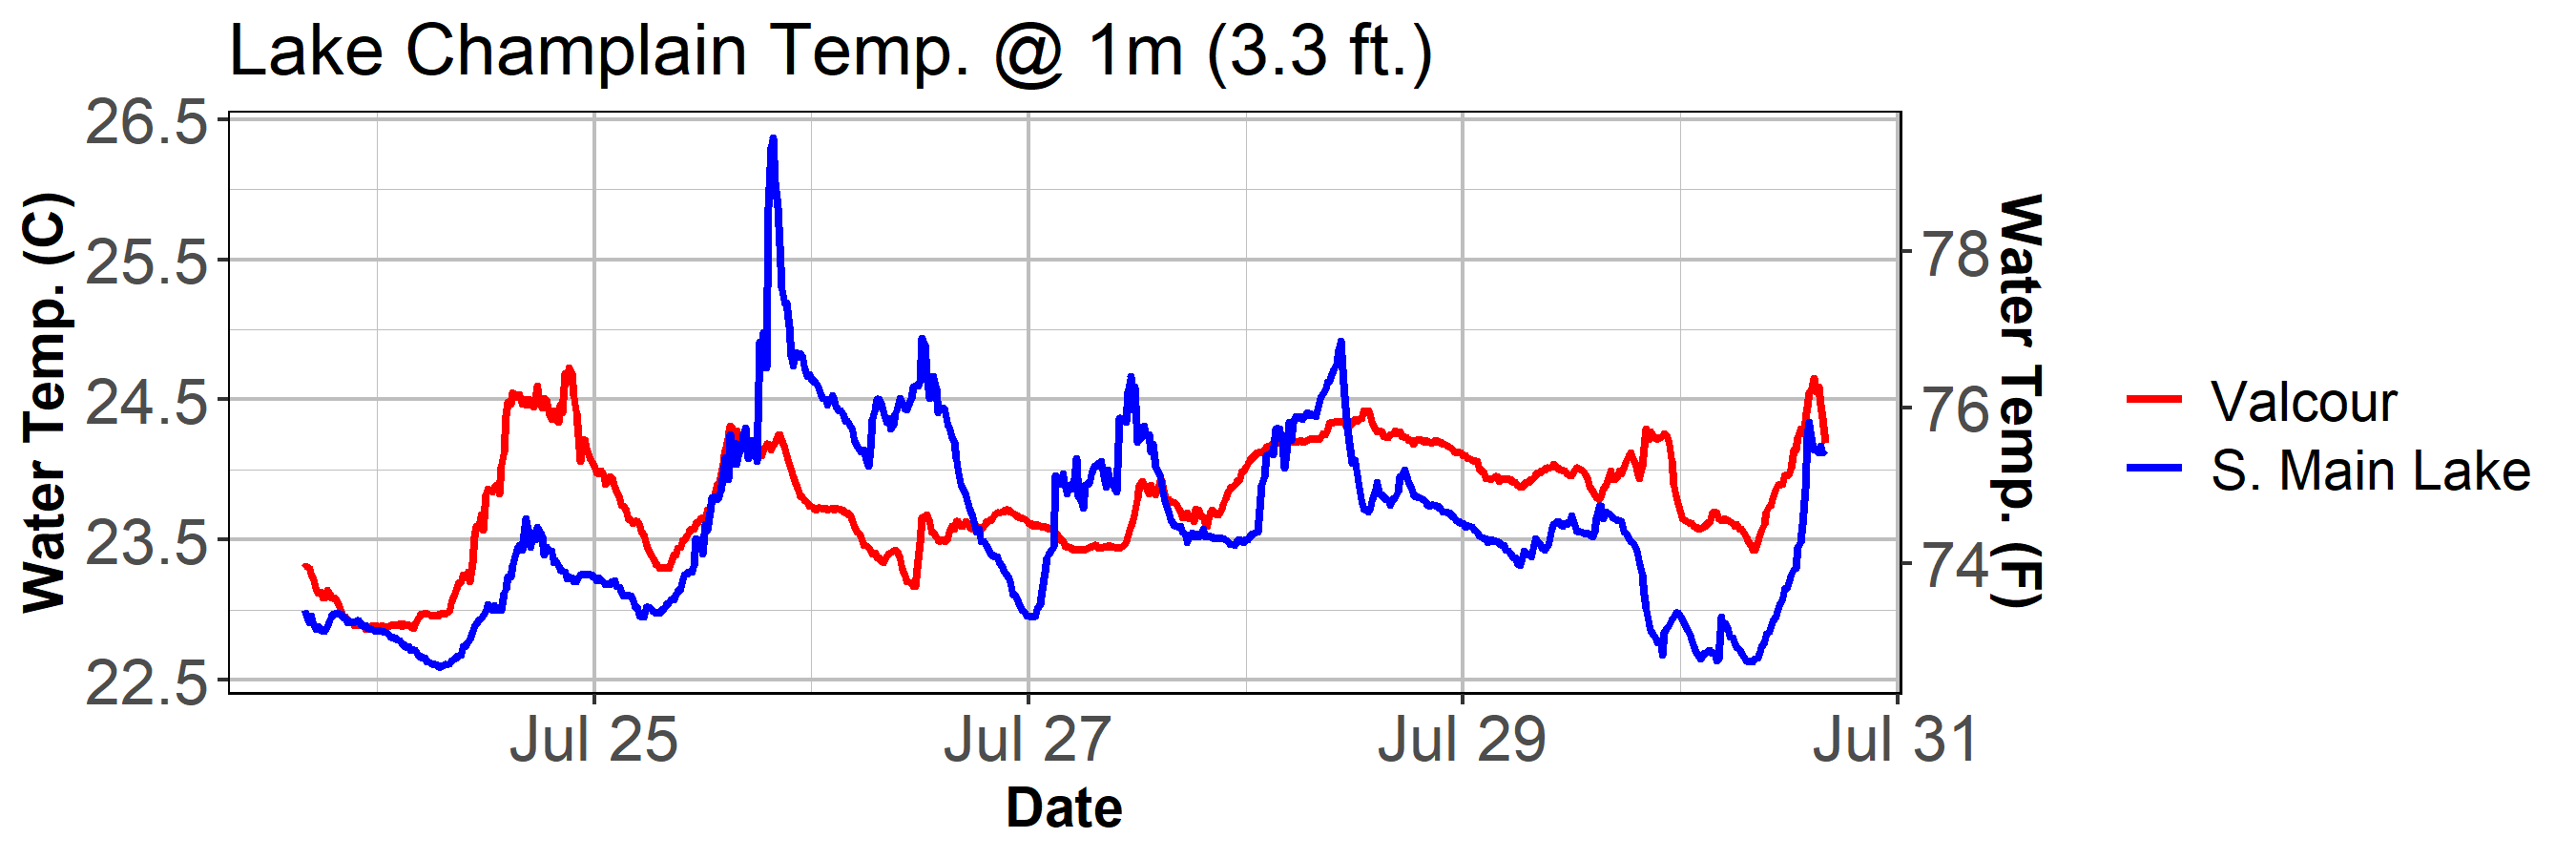 Lake Champlain Temp. @ 1m (3.3 ft.)
Water Temp. (C)
26.5
25.5
24.5
23.5
22.5
Jul 25
Jul 27
Jul 29
Jul 31
Date
78
76
74
Water Temp. (F)
Valcour
S. Main Lake